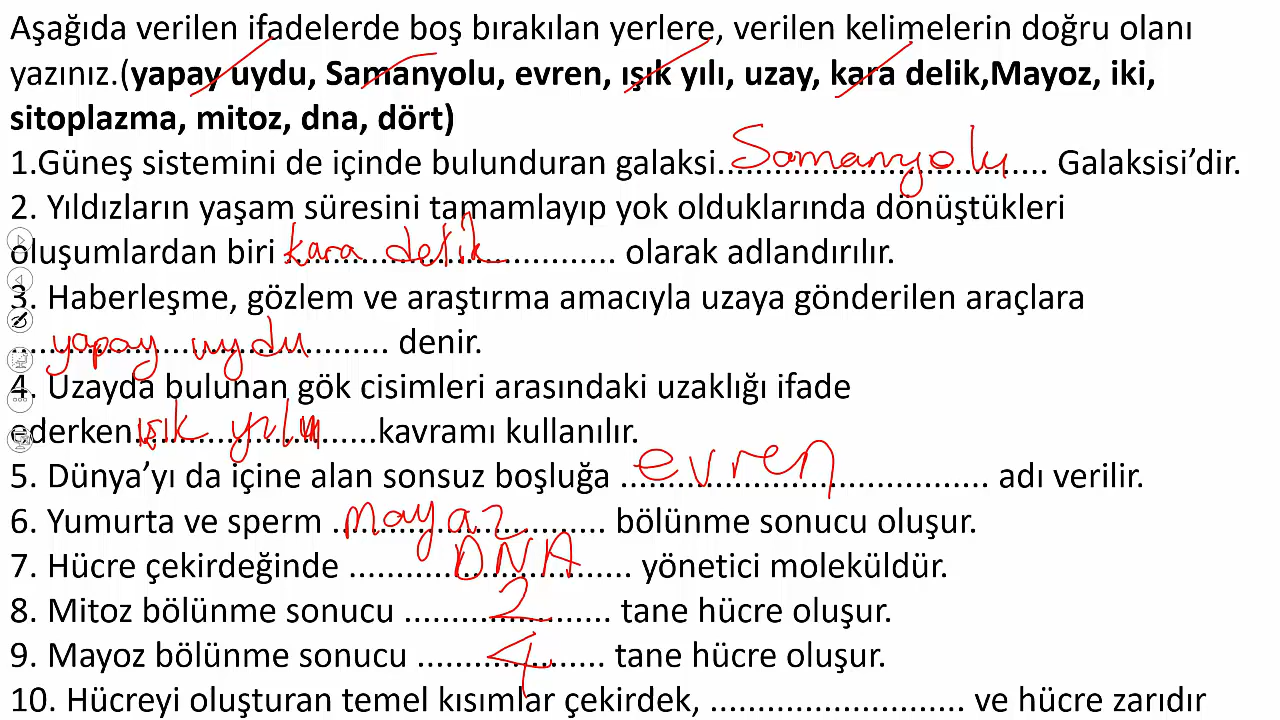 Aşağıda verilen ifadelerde boş bırakılan yerlere, verilen kelimelerin doğru olanı
yazınız.(yapay uydu, Samanyolu, evren, ışık yılı, uzay, kara delik,Mayoz, iki,
sitoplazma, mitoz, dna, dört)
1.Güneş sistemini de içinde bulunduran galaksi...Samanyolu... Galaksisi’dir.
2. Yıldızların yaşam süresini tamamlayıp yok olduklarında dönüştükleri
oluşumlardan biri ...kara delik... olarak adlandırılır.
3. Haberleşme, gözlem ve araştırma amacıyla uzaya gönderilen araçlara
...yapay uydu... denir.
4. Uzayda bulunan gök cisimleri arasındaki uzaklığı ifade
ederken...ışık yılı...kavramı kullanılır.
5. Dünya’yı da içine alan sonsuz boşluğa ...evren... adı verilir.
6. Yumurta ve sperm ...mayoz... bölünme sonucu oluşur.
7. Hücre çekirdeğinde ...DNA... yönetici moleküldür.
8. Mitoz bölünme sonucu ...2... tane hücre oluşur.
9. Mayoz bölünme sonucu ...4... tane hücre oluşur.
10. Hücreyi oluşturan temel kısımlar çekirdek, ........................... ve hücre zarıdır